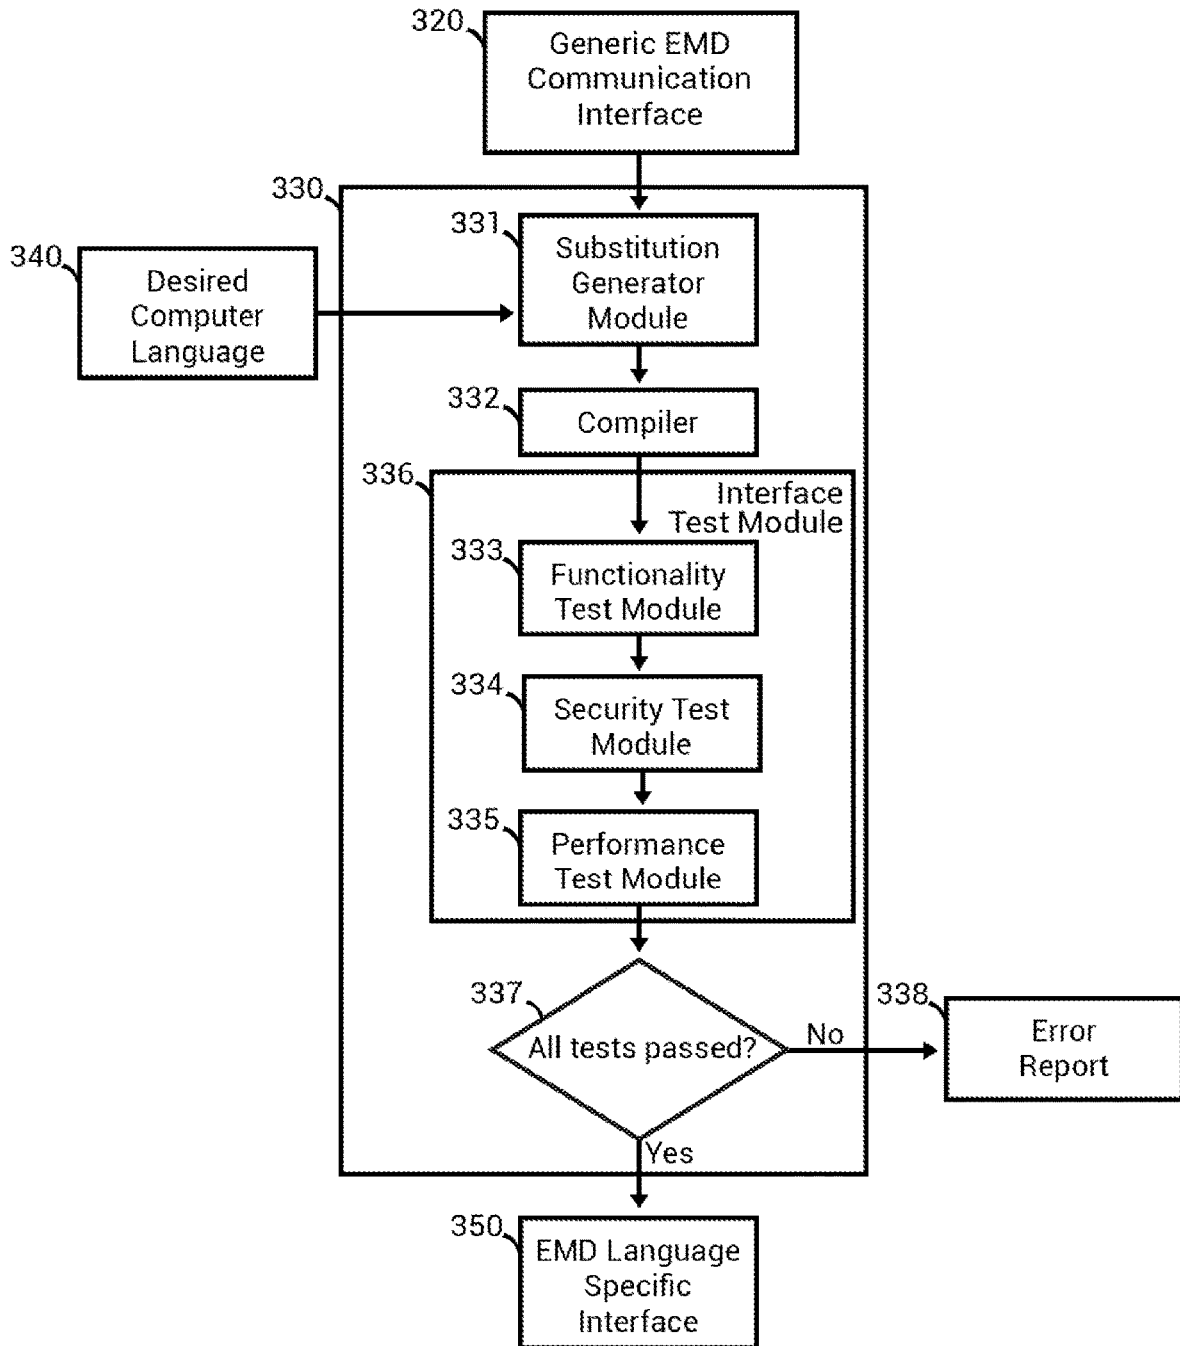 320
Generic EMD
Communication
Interface
330
331
Substitution
Generator
Module
340
Desired
Computer
Language
332
Compiler
336
Interface
Test Module
333
Functionality
Test Module
334
Security Test
Module
335
Performance
Test Module
337
All tests passed?
No
338
Error
Report
Yes
350
EMD Language
Specific
Interface